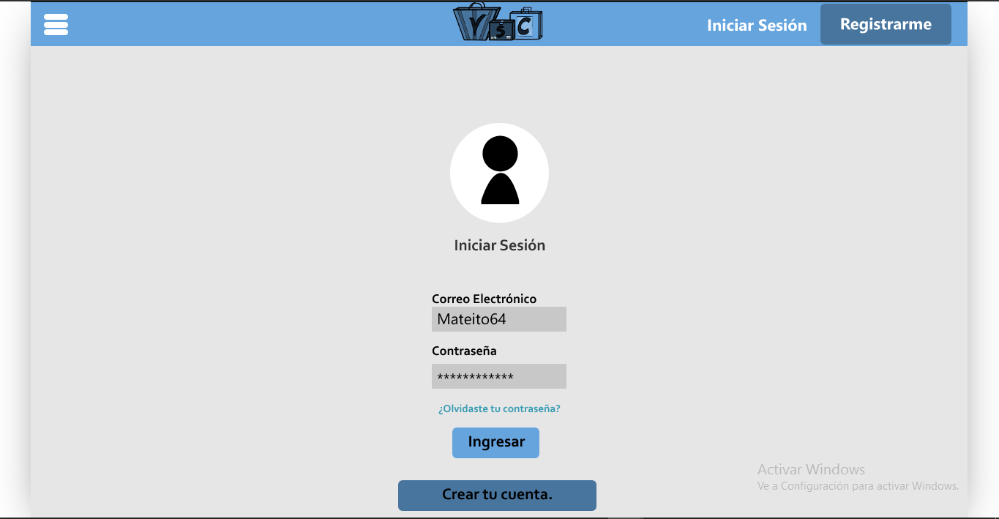 YSC
Iniciar Sesión
Registrarme
Iniciar Sesión
Correo Electrónico
Mateito64
Contraseña
************
¿Olvidaste tu contraseña?
Ingresar
Crear tu cuenta.
Activar Windows
Ve a Configuración para activar Windows.